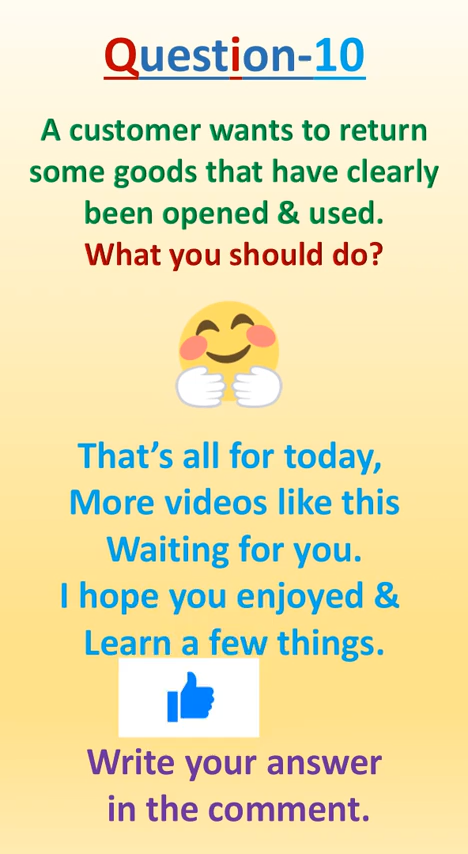 Question-10
A customer wants to return
some goods that have clearly
been opened & used.
What you should do?
That’s all for today,
More videos like this
Waiting for you.
I hope you enjoyed &
Learn a few things.
Write your answer
in the comment.